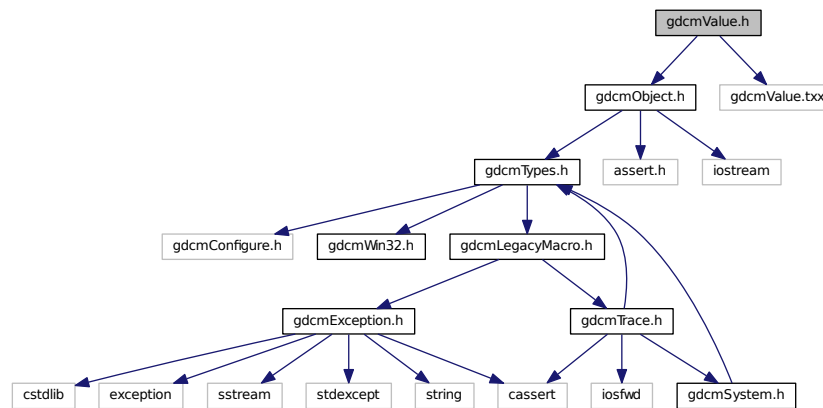 gdcmValue.h
gdcmObject.h
gdcmValue.txx
gdcmTypes.h
assert.h
iostream
gdcmConfigure.h
gdcmWin32.h
gdcmLegacyMacro.h
gdcmException.h
gdcmTrace.h
cstdlib
exception
sstream
stdexcept
string
cassert
iosfwd
gdcmSystem.h